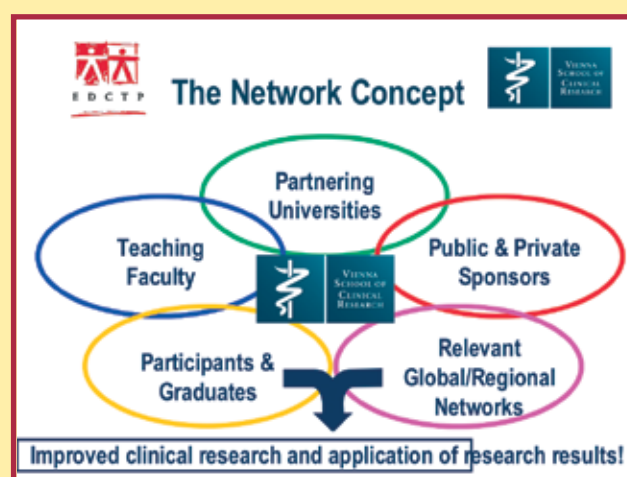 EDCTP
The Network Concept
VIENNA
SCHOOL OF
CLINICAL
RESEARCH
Partnering
Universities
Teaching
Faculty
Public & Private
Sponsors
VIENNA
SCHOOL OF
CLINICAL
RESEARCH
Participants &
Graduates
Relevant
Global/Regional
Networks
Improved clinical research and application of research results!